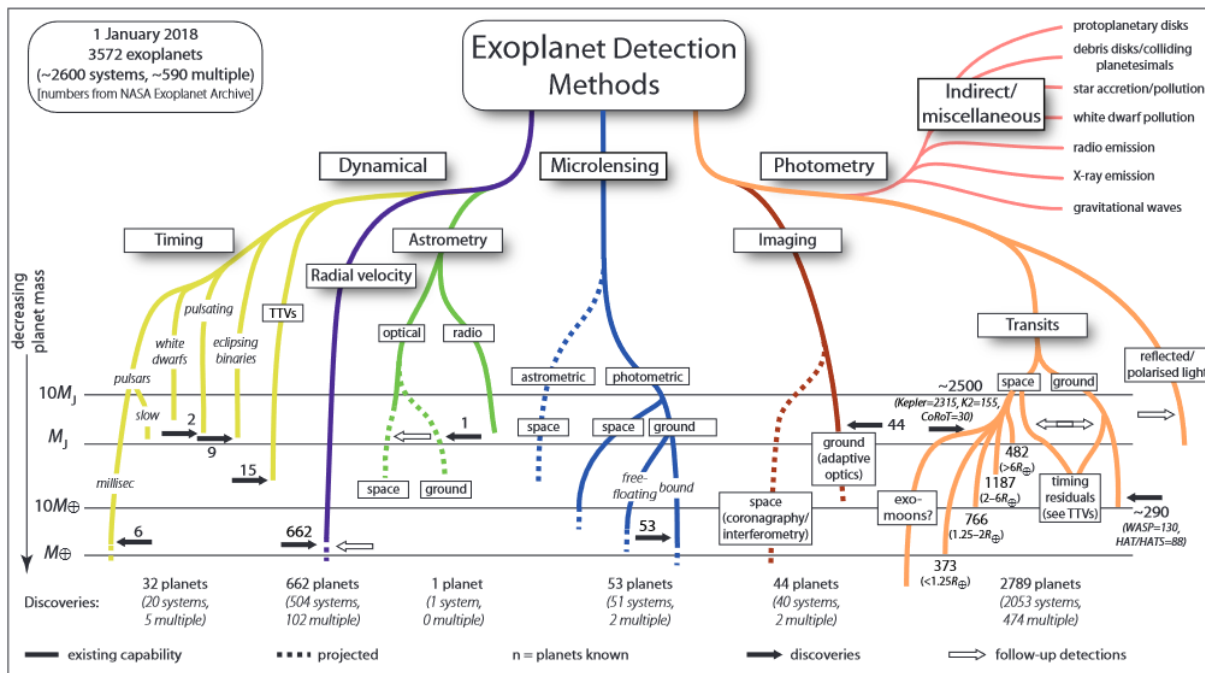 1 January 2018
3572 exoplanets
(~2600 systems, ~590 multiple)
[numbers from NASA Exoplanet Archive]
Exoplanet Detection
Methods
protoplanetary disks
debris disks/colliding
planetesimals
star accretion/pollution
white dwarf pollution
radio emission
X-ray emission
gravitational waves
Indirect/
miscellaneous
Dynamical
Microlensing
Photometry
Timing
Astrometry
Imaging
Radial velocity
Transits
decreasing
planet mass
pulsars
slow
white
dwarfs
pulsating
eclipsing
binaries
TTVs
millisec
optical
radio
space
ground
astrometric
photometric
space
space
ground
free-
floating
bound
ground
(adaptive
optics)
space
(coronagraphy/
interferometry)
space
ground
reflected/
polarised light
exo-
moons?
timing
residuals
(see TTVs)
10MJ
MJ
10M⊕
M⊕
2
9
15
6
662
1
53
44
~2500
(Kepler=2315, K2=155,
CoRoT=30)
482
(>6R⊕)
1187
(2–6R⊕)
766
(1.25–2R⊕)
373
(<1.25R⊕)
~290
(WASP=130,
HAT/HATS=88)
Discoveries:
32 planets
(20 systems,
5 multiple)
662 planets
(504 systems,
102 multiple)
1 planet
(1 system,
0 multiple)
53 planets
(51 systems,
2 multiple)
44 planets
(40 systems,
2 multiple)
2789 planets
(2053 systems,
474 multiple)
existing capability
projected
n = planets known
discoveries
follow-up detections